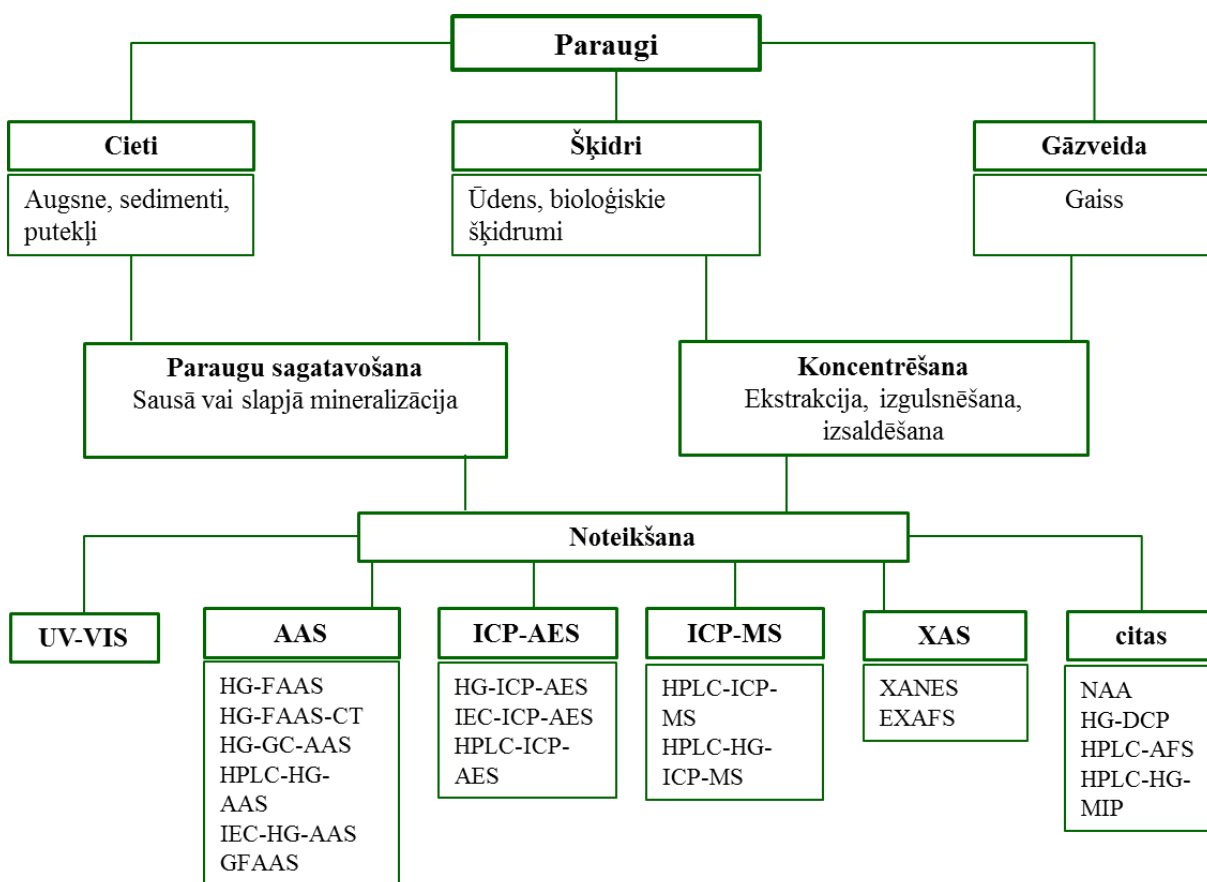 Paraugi
Cieti
Šķidri
Gāzveida
Augsne, sedimenti,
putekļi
Ūdens, bioloģiskie
šķidrumi
Gaiss
Paraugu sagatavošana
Sausā vai slapjā mineralizācija
Koncentrēšana
Ekstrakcija, izgulsnēšana,
izsaldēšana
Noteikšana
UV-VIS
AAS
HG-FAAS
HG-FAAS-CT
HG-GC-AAS
HPLC-HG-
AAS
IEC-HG-AAS
GFAAS
ICP-AES
HG-ICP-AES
IEC-ICP-AES
HPLC-ICP-
AES
ICP-MS
HPLC-ICP-
MS
HPLC-HG-
ICP-MS
XAS
XANES
EXAFS
citas
NAA
HG-DCP
HPLC-AFS
HPLC-HG-
MIP